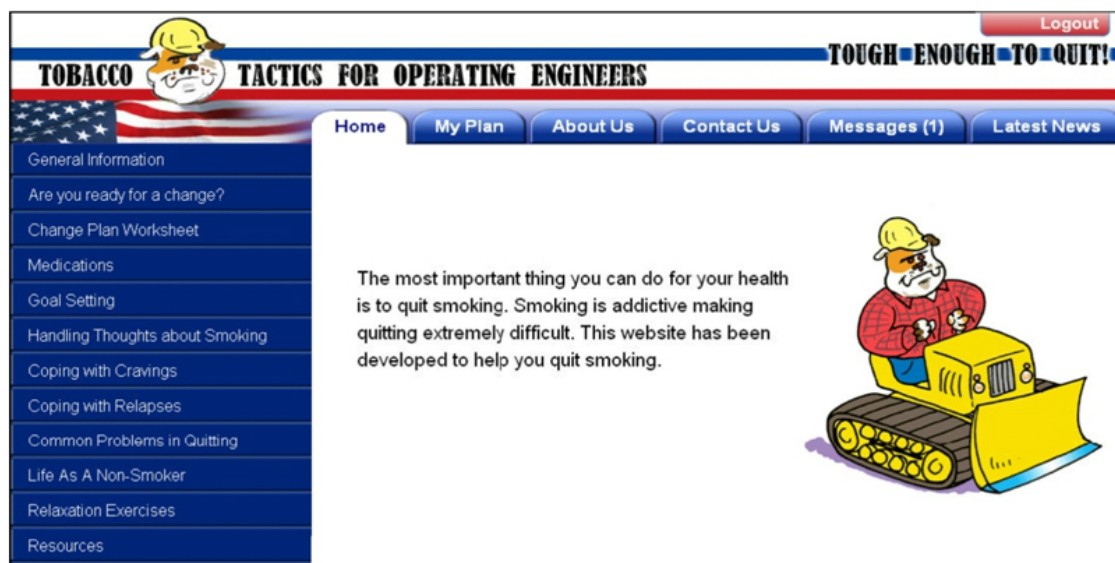 Logout
TOUGH ENOUGH TO QUIT!
TOBACCO TACTICS FOR OPERATING ENGINEERS
Home My Plan About Us Contact Us Messages (1) Latest News
General Information
Are you ready for a change?
Change Plan Worksheet
Medications
Goal Setting
Handling Thoughts about Smoking
Coping with Cravings
Coping with Relapses
Common Problems in Quitting
Life As A Non-Smoker
Relaxation Exercises
Resources
The most important thing you can do for your health
is to quit smoking. Smoking is addictive making
quitting extremely difficult. This website has been
developed to help you quit smoking.